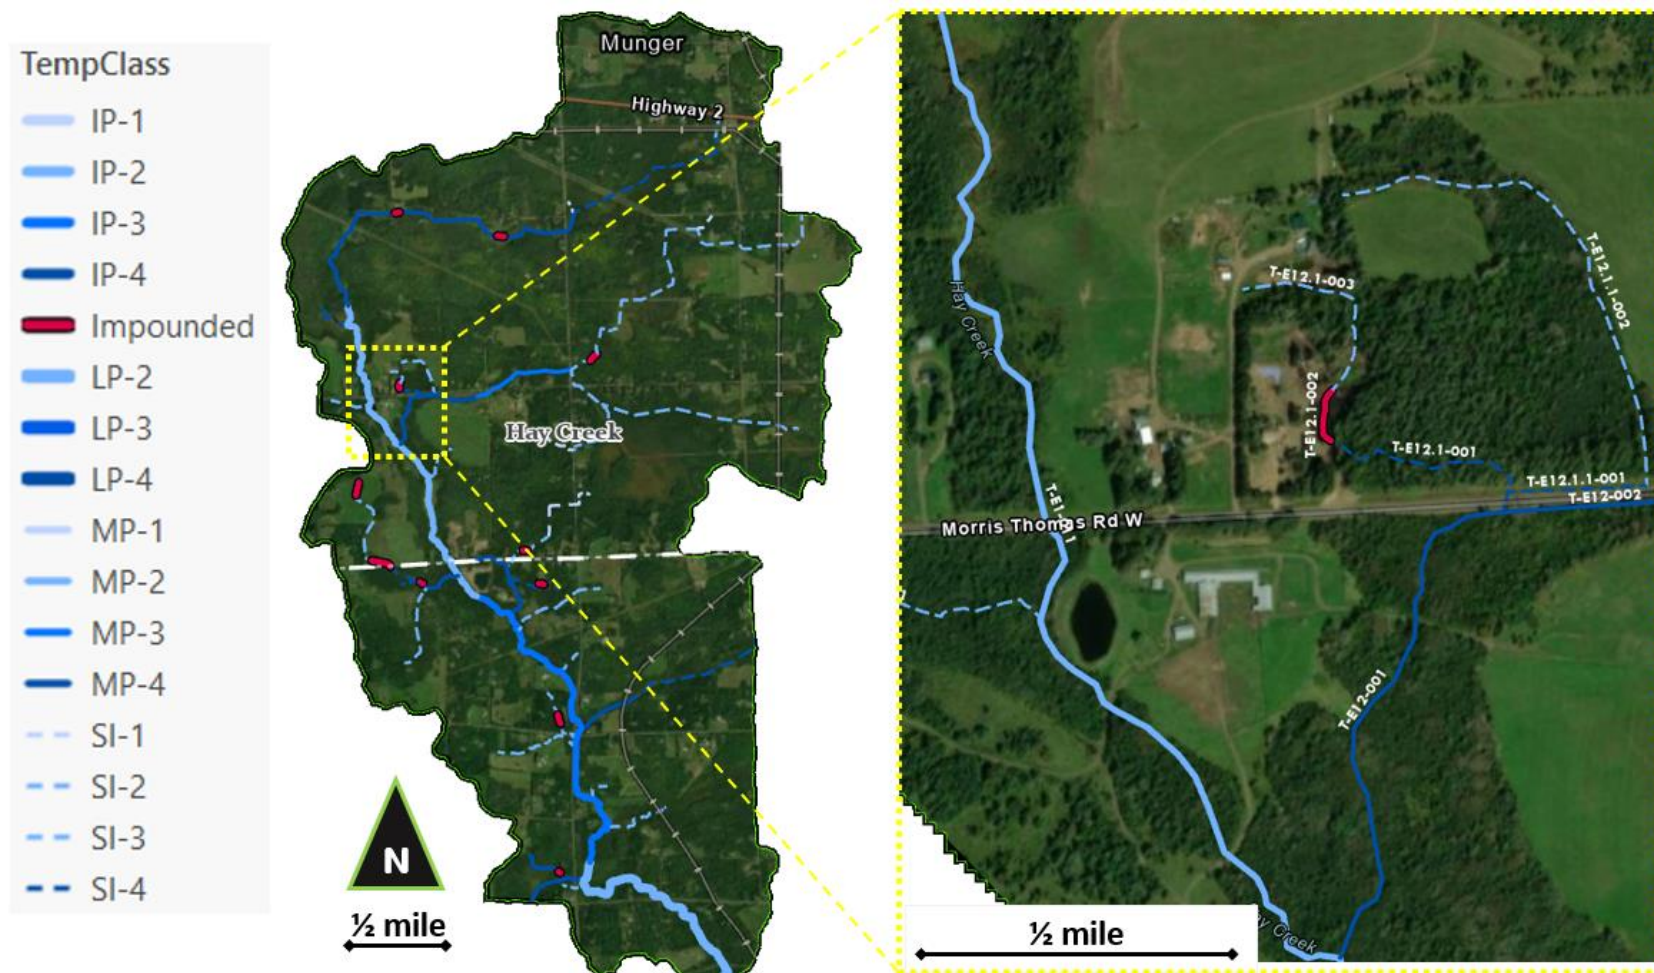 TempClass
IP-1
IP-2
IP-3
IP-4
Impounded
LP-2
LP-3
LP-4
MP-1
MP-2
MP-3
MP-4
SI-1
SI-2
SI-3
SI-4
Munger
Highway 2
Hay Creek
N
½ mile
Hay Creek
T-E12.1-003
T-E12.1.1-002
T-E12.1-002
T-E12.1-001
T-E12.1.1-001
T-E12-002
Morris Thomas Rd W
T-E12-001
½ mile
Creek